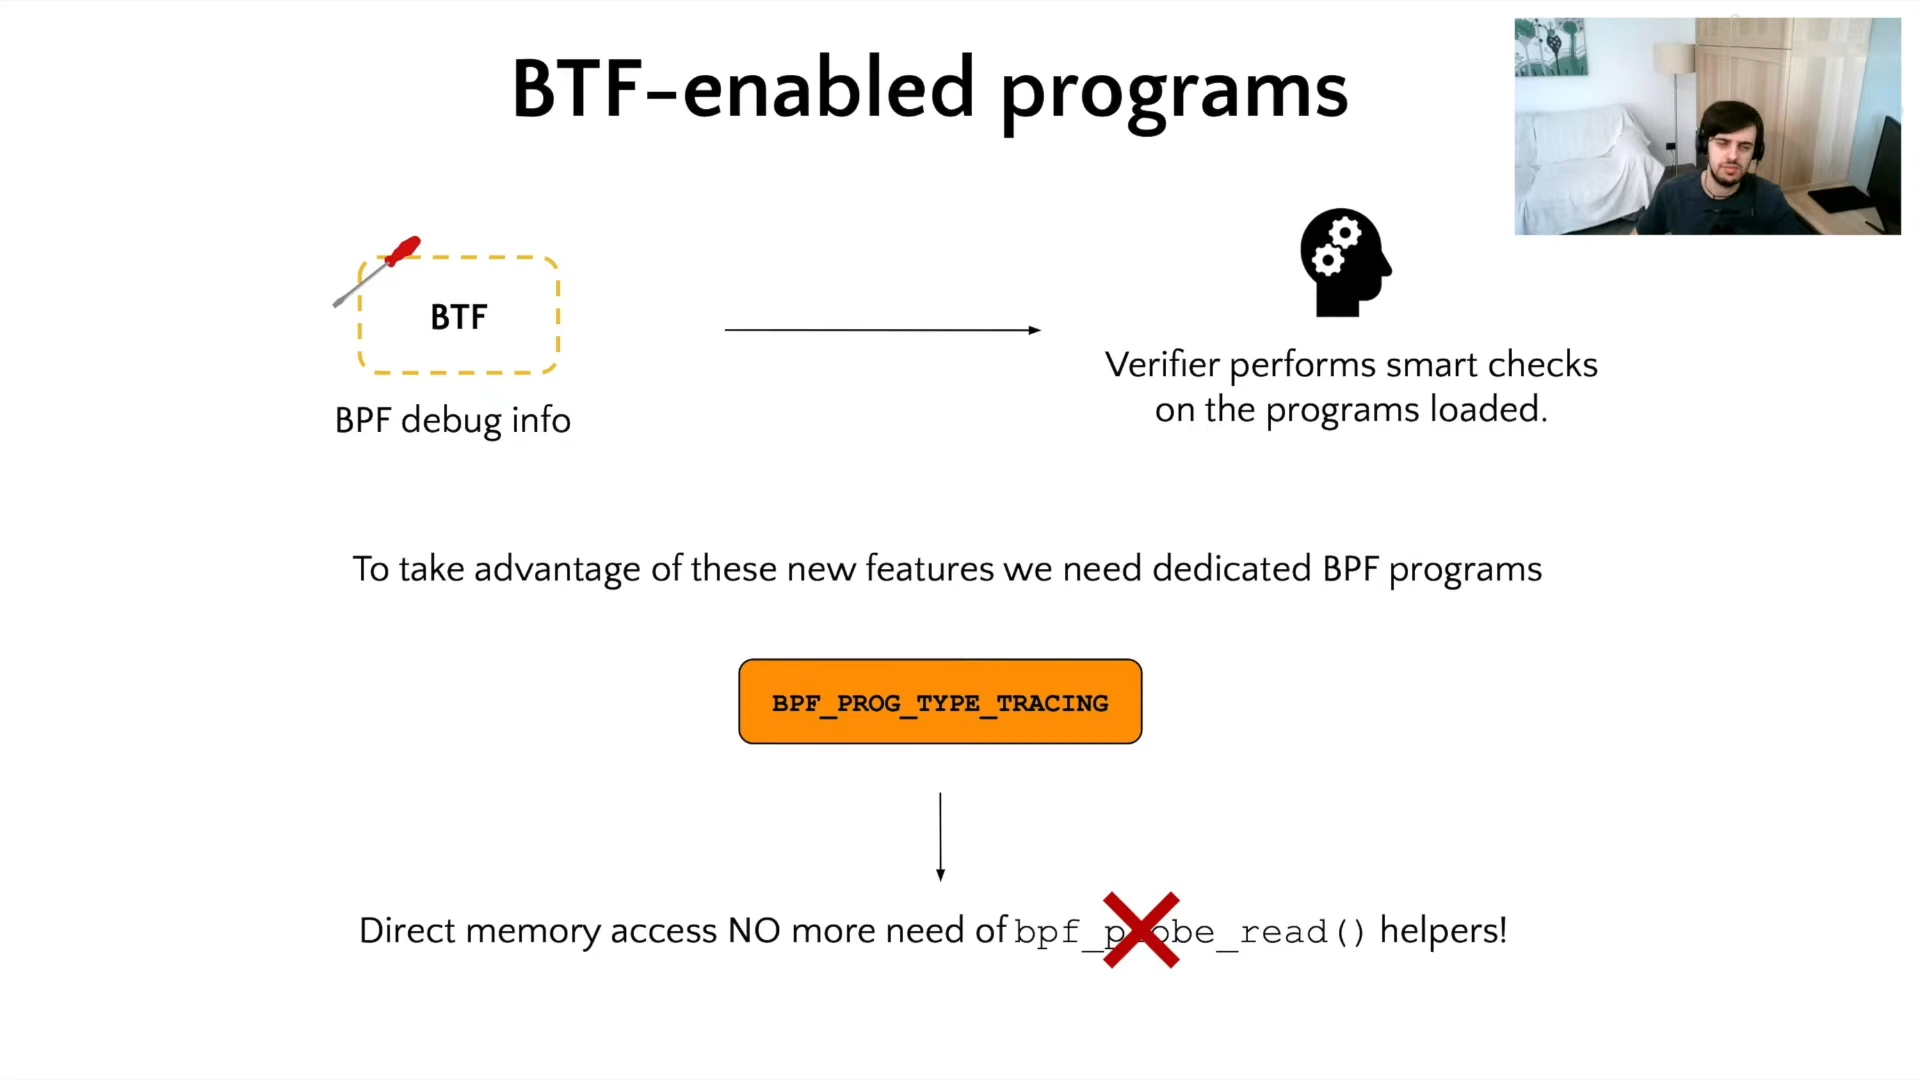 BTF-enabled programs
BTF
BPF debug info
Verifier performs smart checks
on the programs loaded.
To take advantage of these new features we need dedicated BPF programs
BPF_PROG_TYPE_TRACING
Direct memory access NO more need of bpf_probe_read() helpers!